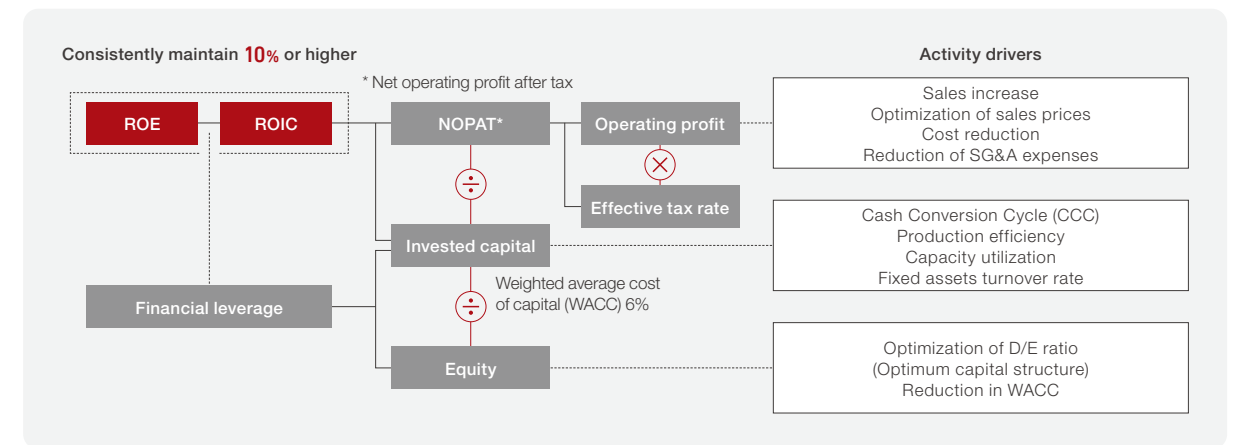 Consistently maintain 10% or higher
Activity drivers
* Net operating profit after tax
ROE
ROIC
NOPAT*
Operating profit
Sales increase
Optimization of sales prices
Cost reduction
Reduction of SG&A expenses
÷
×
Effective tax rate
Invested capital
Cash Conversion Cycle (CCC)
Production efficiency
Capacity utilization
Fixed assets turnover rate
Financial leverage
÷
Weighted average cost
of capital (WACC) 6%
Equity
Optimization of D/E ratio
(Optimum capital structure)
Reduction in WACC